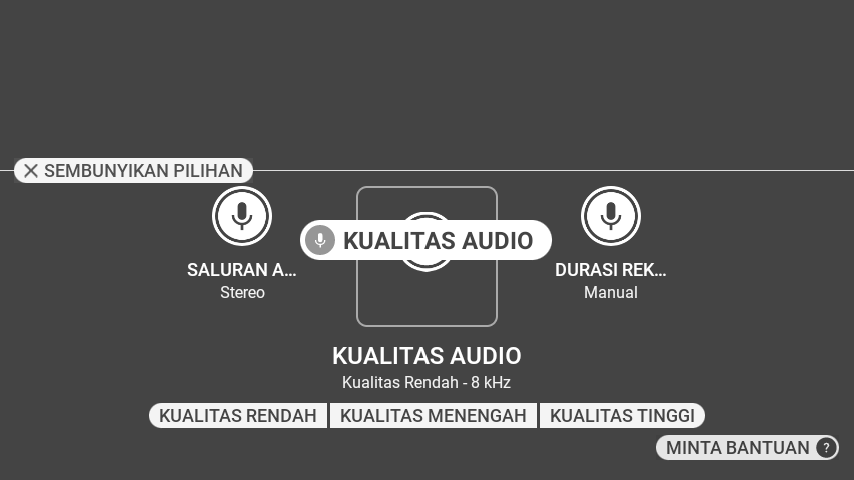 SEMBUNYIKAN PILIHAN
KUALITAS AUDIO
SALURAN A...
Stereo
DURASI REK...
Manual
KUALITAS AUDIO
Kualitas Rendah - 8 kHz
KUALITAS RENDAH
KUALITAS MENENGAH
KUALITAS TINGGI
MINTA BANTUAN ?